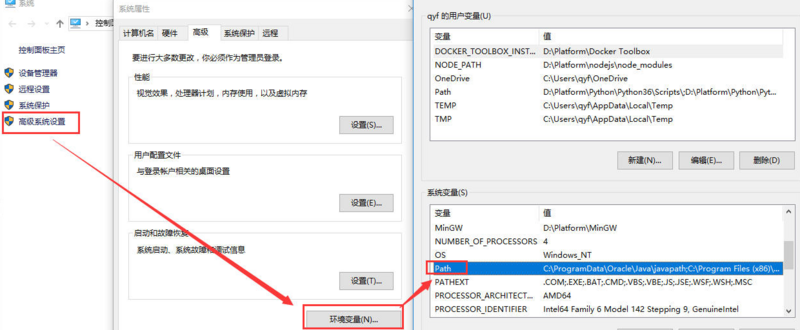 系统
控制面
控制面板主页
设备管理器
远程设置
系统保护
高级系统设置
系统属性
计算机名 硬件 高级 系统保护 远程
要进行大多数更改，你必须作为管理员登录。
性能
视觉效果，处理器计划，内存使用，以及虚拟内存
设置(S)...
用户配置文件
与登录帐户相关的桌面设置
设置(E)...
启动和故障恢复
系统启动、系统故障和调试信息
设置(T)...
环境变量(N)...
qyf 的用户变量(U)
变量 值
DOCKER_TOOLBOX_INST... D:\Platform\Docker Toolbox
NODE_PATH D:\Platform\nodejs\node_modules
OneDrive C:\Users\qyf\OneDrive
Path D:\Platform\Python\Python36\Scripts\;D:\Platform\Python\Pyt...
TEMP C:\Users\qyf\AppData\Local\Temp
TMP C:\Users\qyf\AppData\Local\Temp
新建(N)... 编辑(E)... 删除(D)
系统变量(S)
变量 值
MinGW D:\Platform\MinGW
NUMBER_OF_PROCESSORS 4
OS Windows_NT
Path C:\ProgramData\Oracle\Java\javapath;C:\Program Files (x86)\...
PATHEXT .COM;.EXE;.BAT;.CMD;.VBS;.VBE;.JS;.JSE;.WSF;.WSH;.MSC
PROCESSOR_ARCHITECT... AMD64
PROCESSOR_IDENTIFIER Intel64 Family 6 Model 142 Stepping 9, GenuineIntel